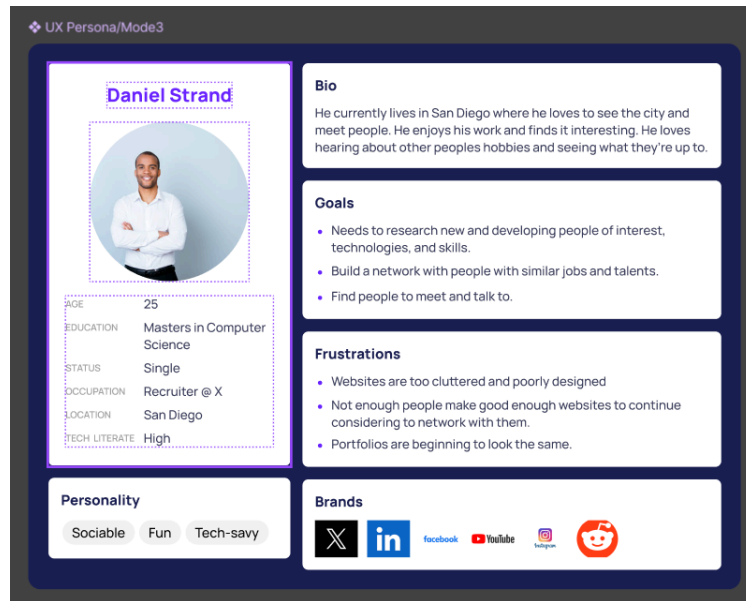 UX Persona/Mode3
Daniel Strand
AGE 25
EDUCATION Masters in Computer
Science
STATUS Single
OCCUPATION Recruiter @ X
LOCATION San Diego
TECH LITERATE High
Personality
Sociable Fun Tech-savy
Bio
He currently lives in San Diego where he loves to see the city and
meet people. He enjoys his work and finds it interesting. He loves
hearing about other peoples hobbies and seeing what they're up to.
Goals
Needs to research new and developing people of interest,
technologies, and skills.
Build a network with people with similar jobs and talents.
Find people to meet and talk to.
Frustrations
Websites are too cluttered and poorly designed
Not enough people make good enough websites to continue
considering to network with them.
Portfolios are beginning to look the same.
Brands
X in facebook YouTube Instagram